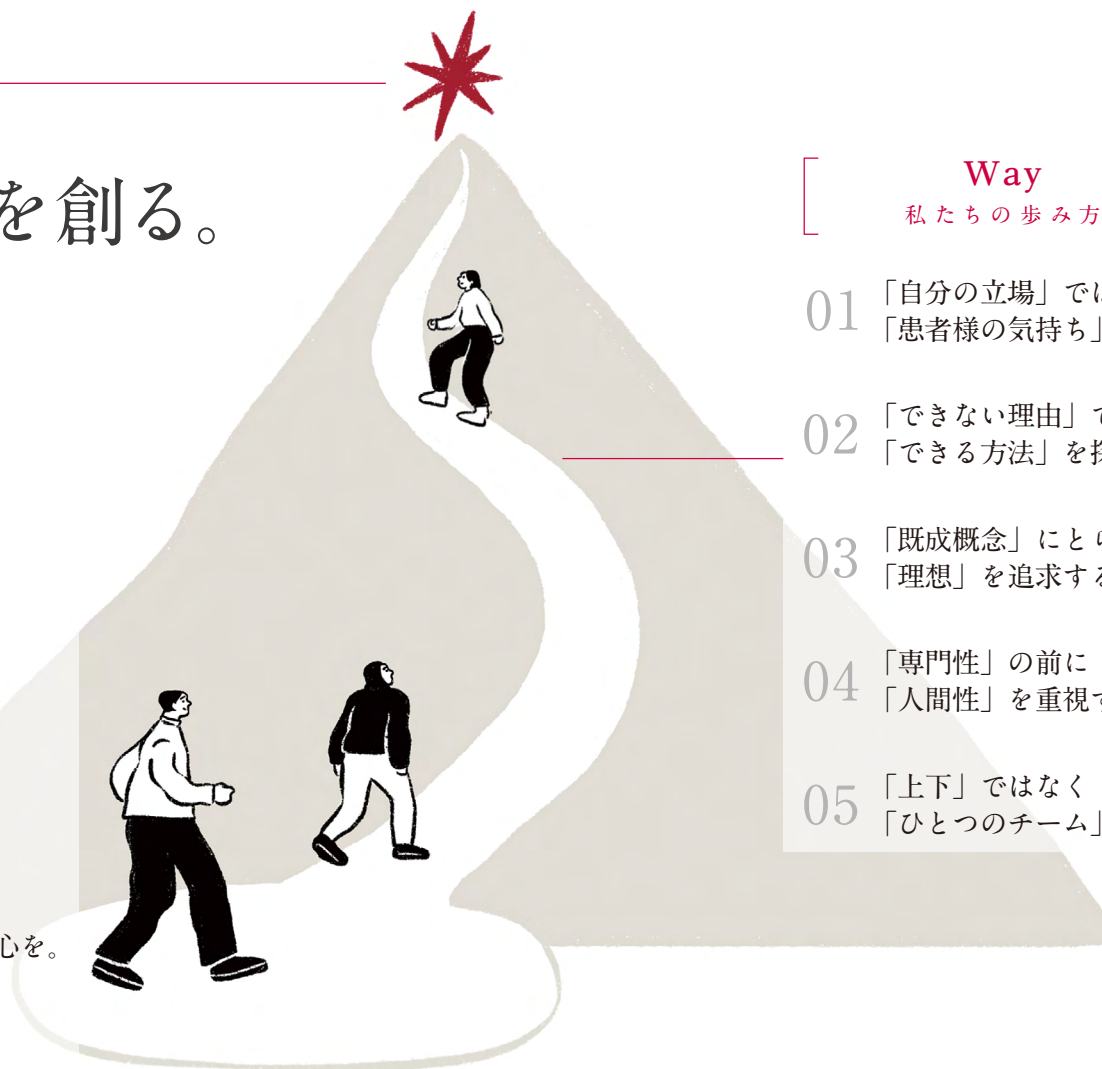 を創る。
心を。
Way
私たちの歩み方
01
「自分の立場」では
「患者様の気持ち」
02
「できない理由」で
「できる方法」を探
03
「既成概念」にとら
「理想」を追求する
04
「専門性」の前に
「人間性」を重視す
05
「上下」ではなく
「ひとつのチーム」